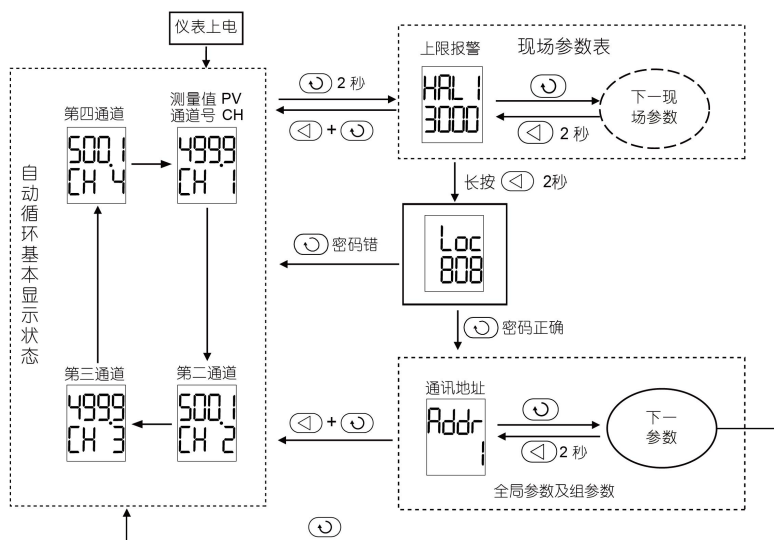 仪表上电
自动循环基本显示状态
第四通道
500.1
CH 4
测量值 PV
通道号 CH
499.9
CH 1
第三通道
499.9
CH 3
第二通道
500.1
CH 2
2 秒
+
上限报警
现场参数表
HAL1
3000
下一现
场参数
2 秒
长按 2秒
密码错
Loc
808
密码正确
+
通讯地址
Addr
1
下一
参数
2 秒
全局参数及组参数